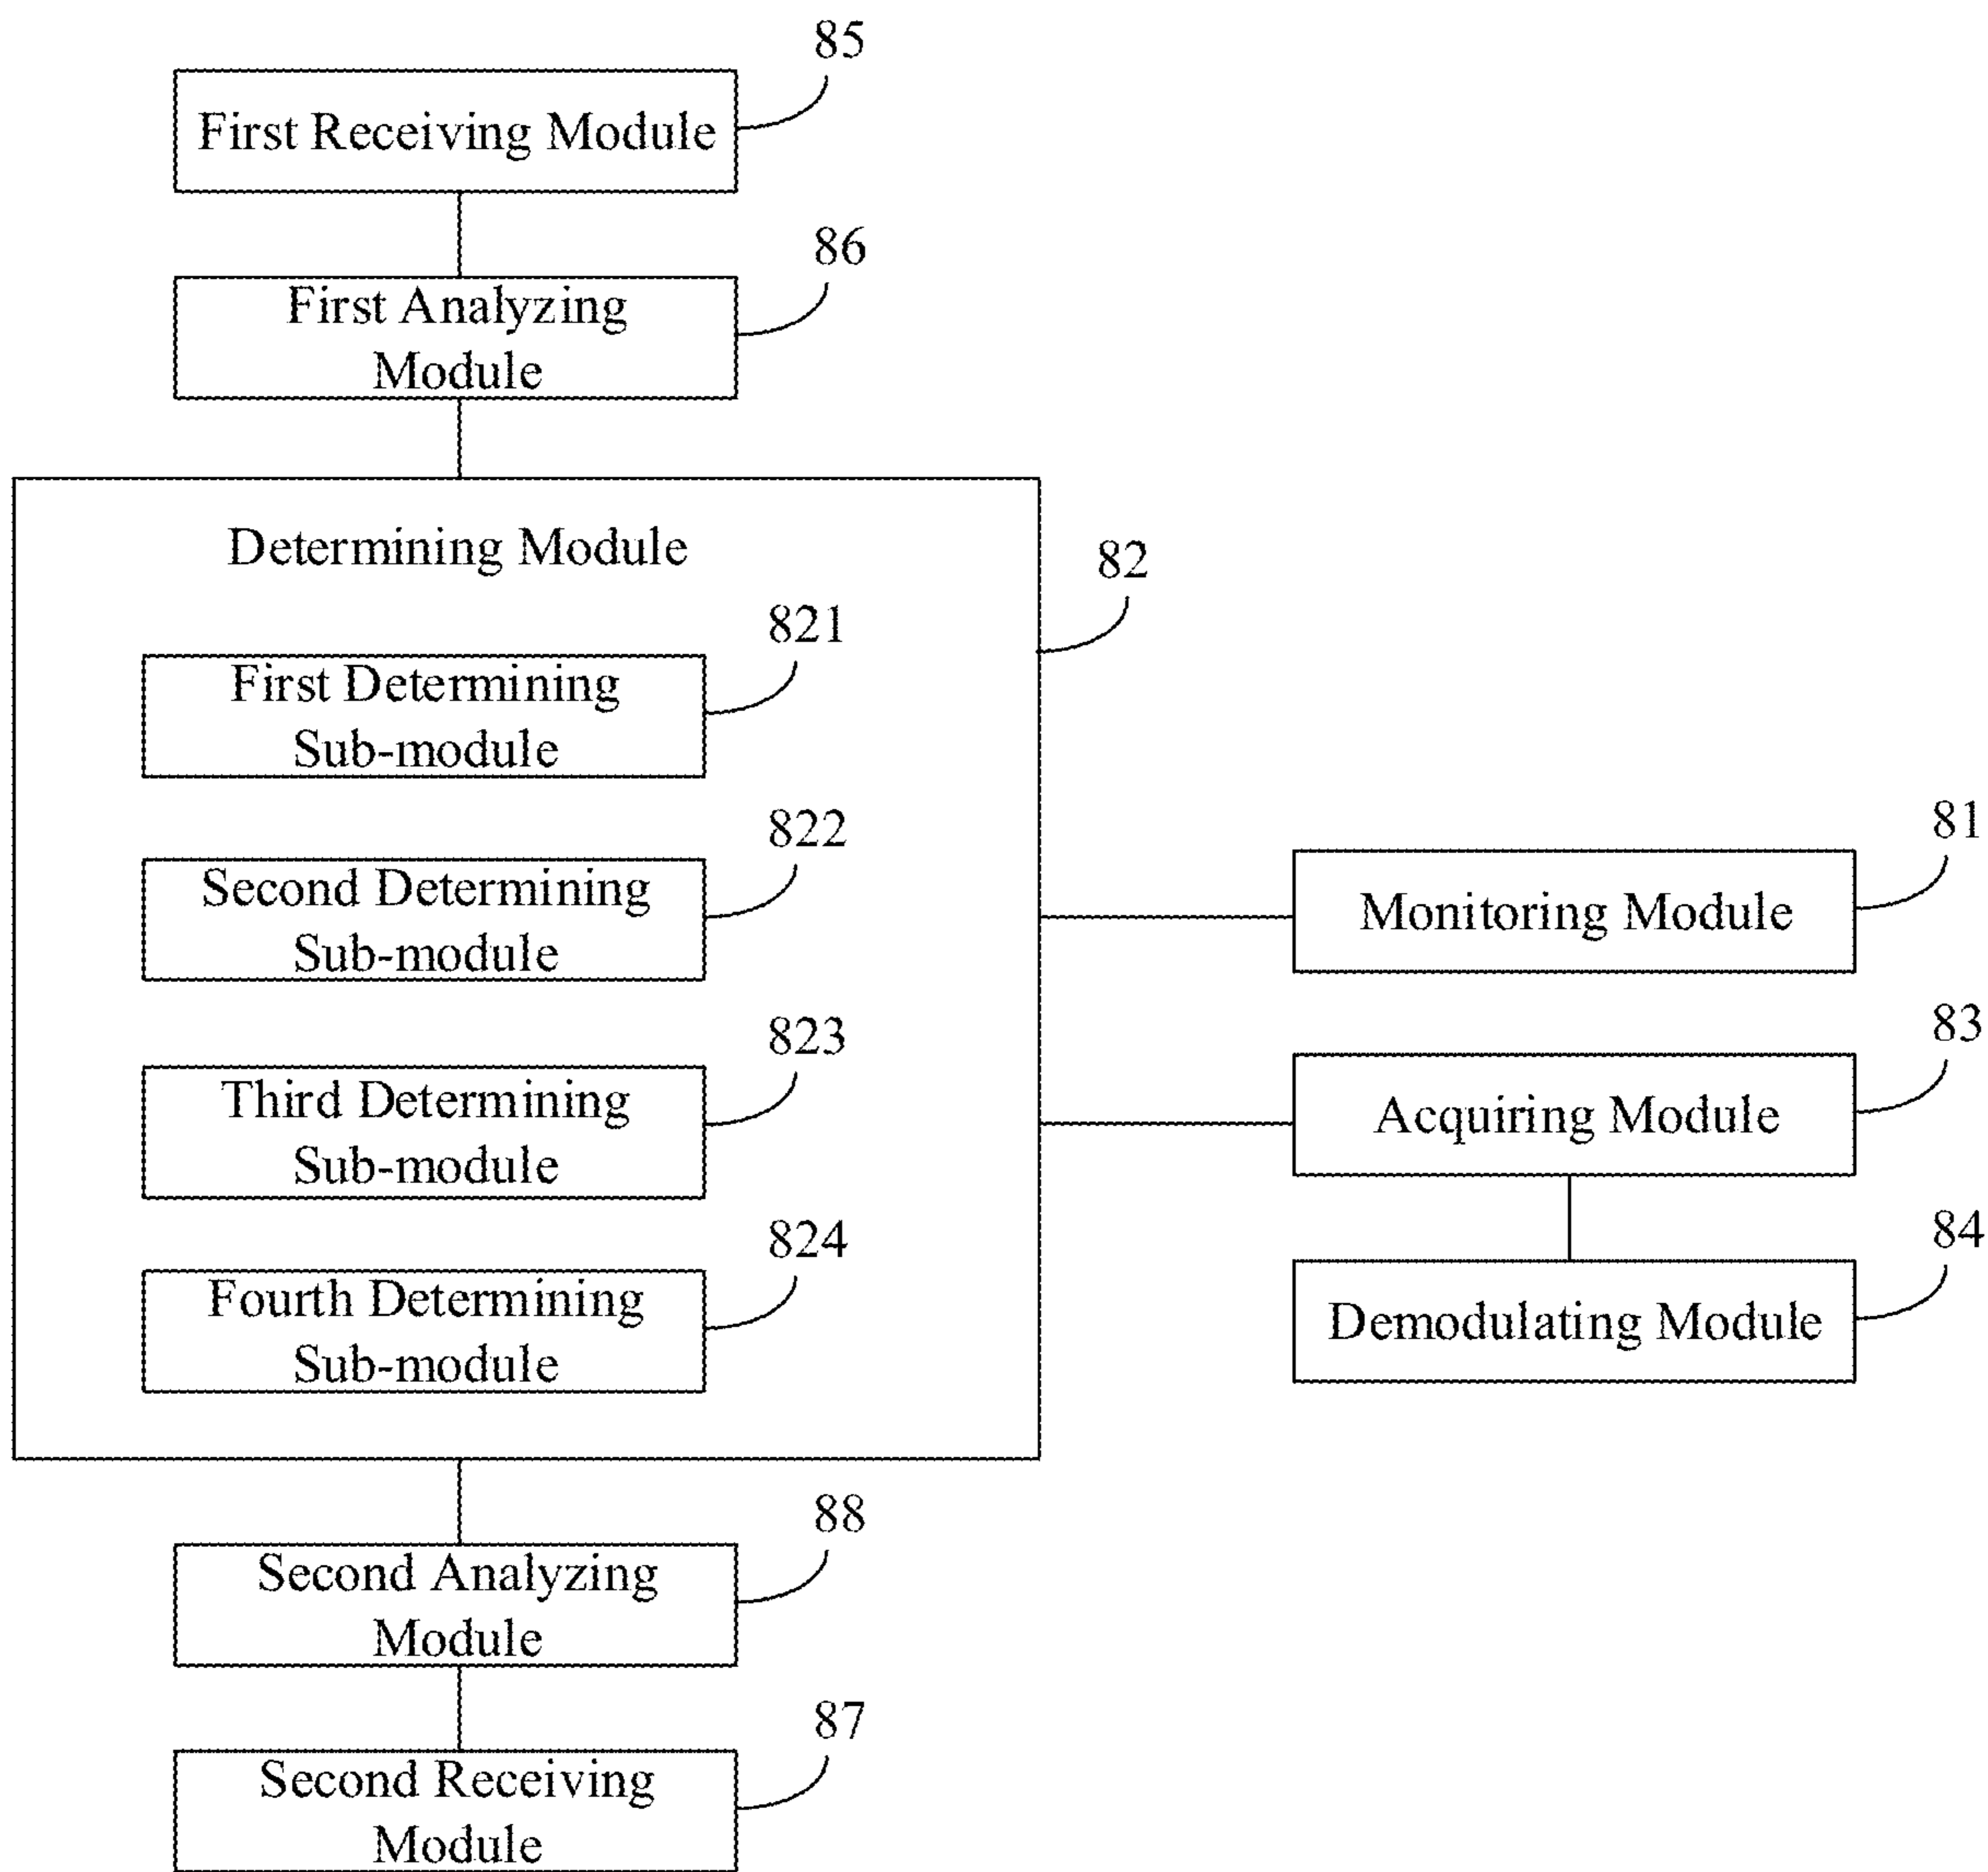 85
First Receiving Module
86
First Analyzing
Module
Determining Module
82
821
First Determining
Sub-module
822
Second Determining
Sub-module
81
Monitoring Module
823
Third Determining
Sub-module
83
Acquiring Module
824
Fourth Determining
Sub-module
84
Demodulating Module
88
Second Analyzing
Module
87
Second Receiving
Module